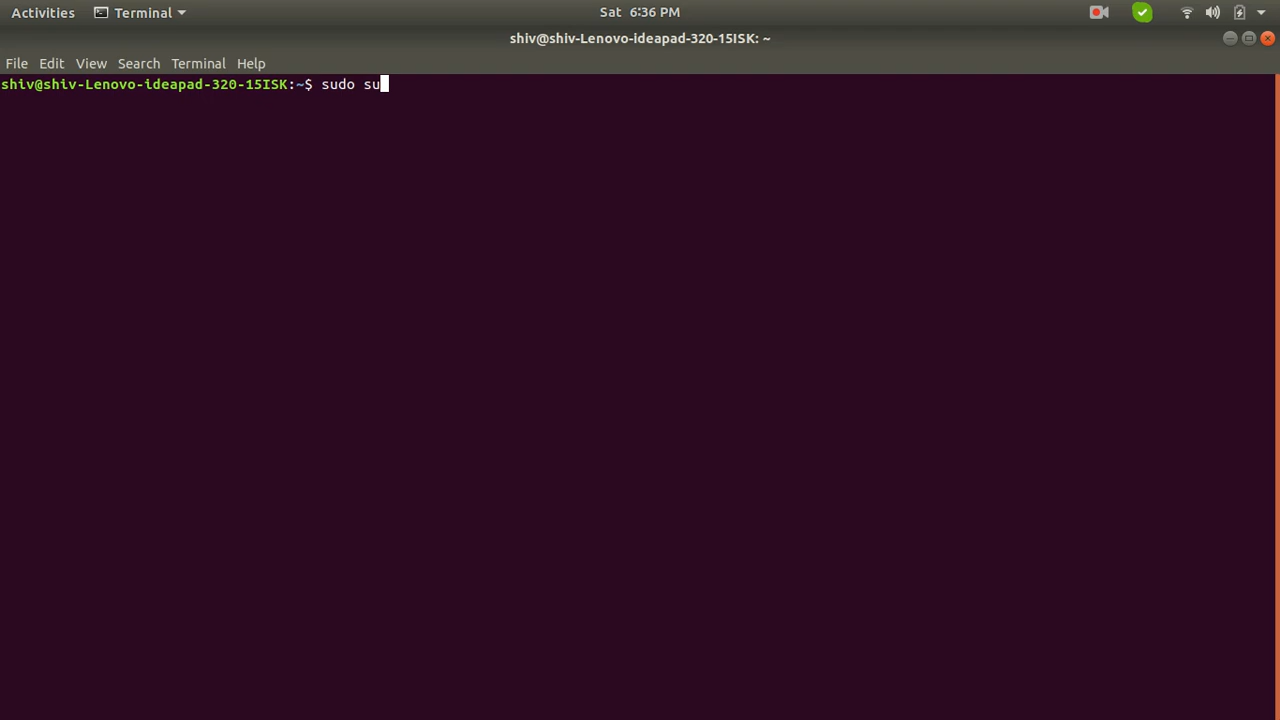 Activities Terminal Sat 6:36 PM
shiv@shiv-Lenovo-ideapad-320-15ISK: ~
File Edit View Search Terminal Help
shiv@shiv-Lenovo-ideapad-320-15ISK:~$ sudo su